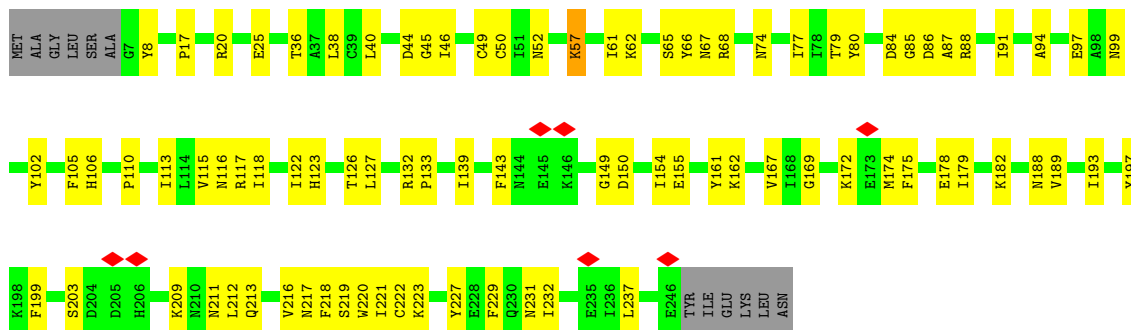 MET ALA GLY LEU SER ALA G7 Y8 P17 R20 E25 T36 A37 L38 C39 L40 D44 G45 I46 C49 C50 I51 N52 K57 I61 K62 S65 Y66 N67 R68 N74 I77 I78 T79 Y80 D84 G85 D86 A87 R88 I91 A94 E97 A98 N99
Y102 F105 H106 P110 I113 L114 V115 N116 R117 I118 I122 H123 T126 L127 R132 P133 I139 F143 N144 E145 K146 G149 D150 I154 E155 Y161 K162 V167 I168 G169 K172 E173 M174 F175 E178 I179 K182 N188 V189 I193
K198 F199 S203 D204 D205 H206 K209 N210 N211 L212 Q213 V216 N217 F218 S219 W220 I221 C222 K223 Y227 E228 F229 Q230 N231 I232 E235 I236 L237 E246 TYR ILE GLU LYS LEU ASN